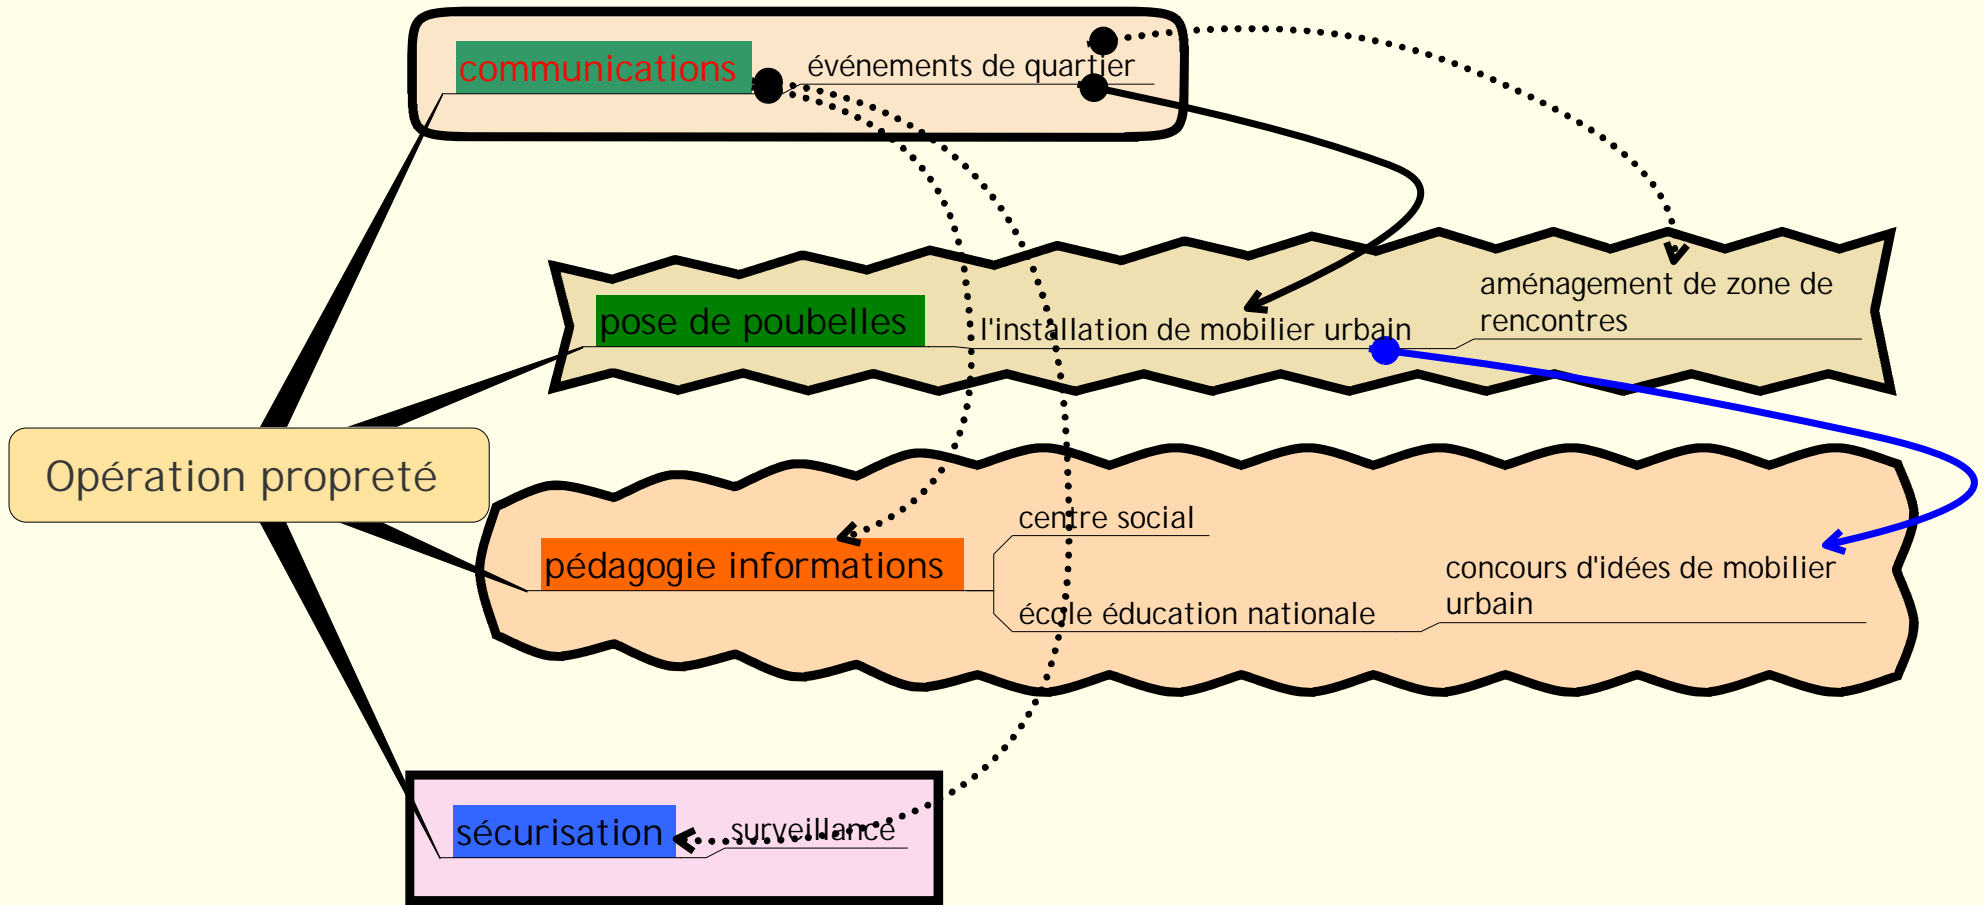 communications
événements de quartier
pose de poubelles
l'installation de mobilier urbain
aménagement de zone de
rencontres
Opération propreté
pédagogie informations
centre social
école éducation nationale
concours d'idées de mobilier
urbain
sécurisation
surveillance